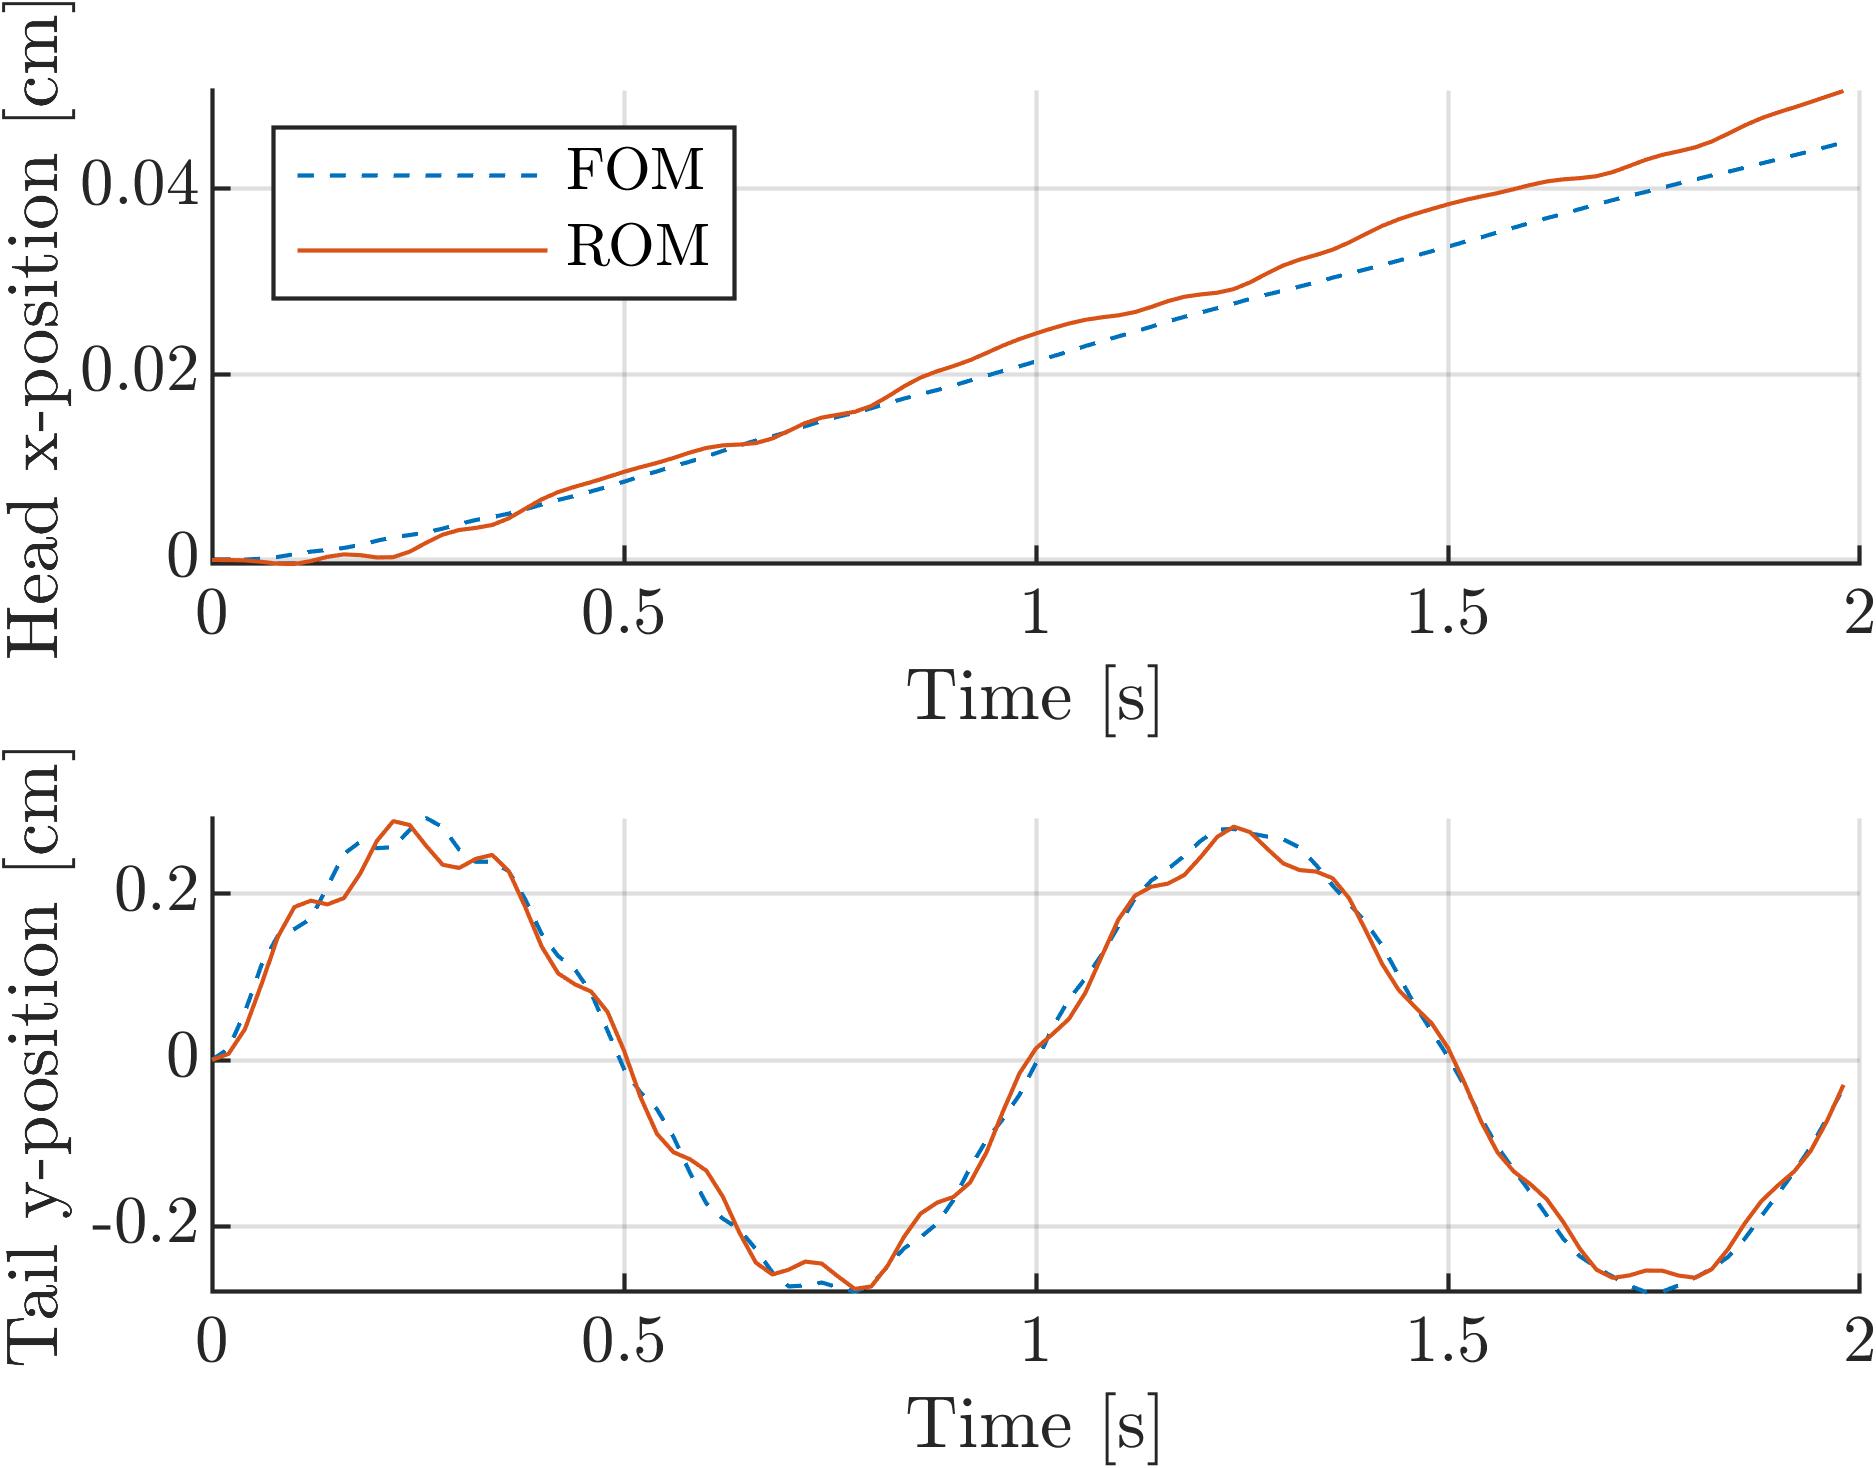 Head x-position [cm]
FOM
ROM
0.04
0.02
0
0 0.5 1 1.5 2
Time [s]
Tail y-position [cm]
0.2
0
-0.2
0 0.5 1 1.5 2
Time [s]